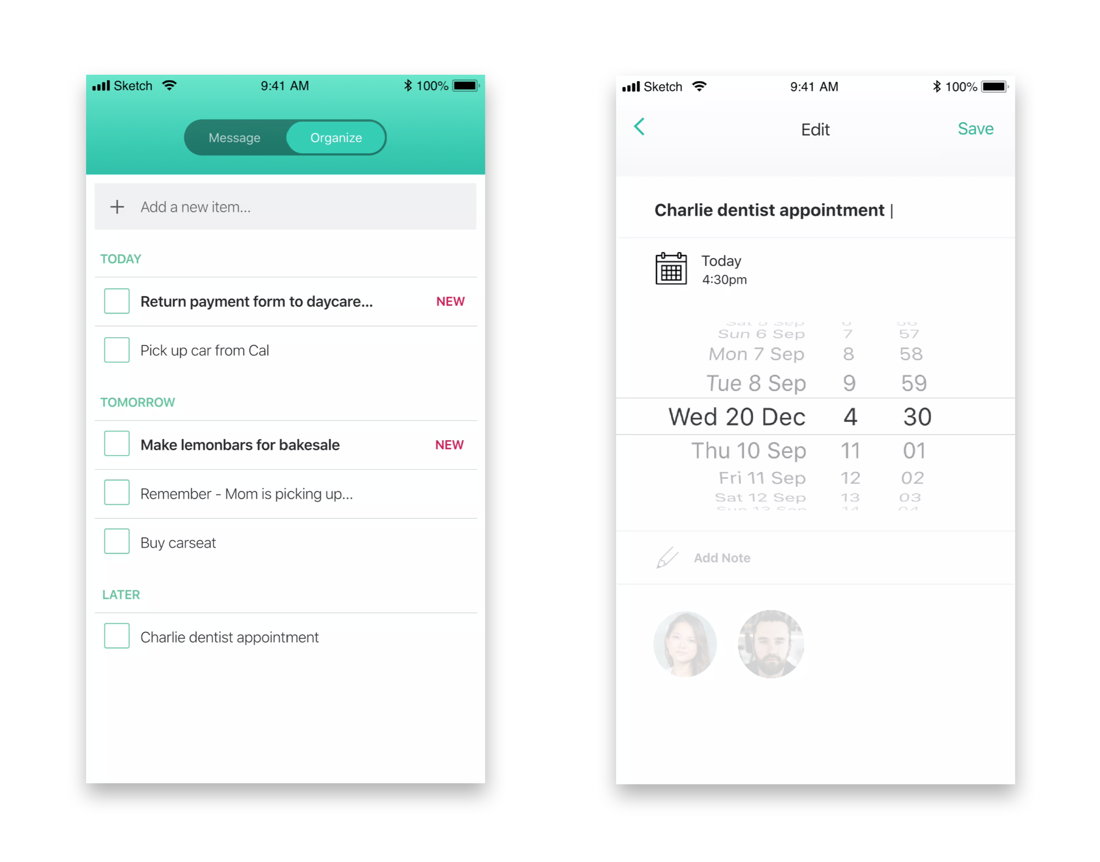 Sketch 9:41 AM 100%
Message Organize
+ Add a new item...
TODAY
Return payment form to daycare... NEW
Pick up car from Cal
TOMORROW
Make lemonbars for bakesale NEW
Remember - Mom is picking up...
Buy carseat
LATER
Charlie dentist appointment
Sketch 9:41 AM 100%
Edit Save
Charlie dentist appointment |
Today
4:30pm
Sun 6 Sep 7 57
Mon 7 Sep 8 58
Tue 8 Sep 9 59
Wed 20 Dec 4 30
Thu 10 Sep 11 01
Fri 11 Sep 12 02
Sat 12 Sep 13 03
Add Note